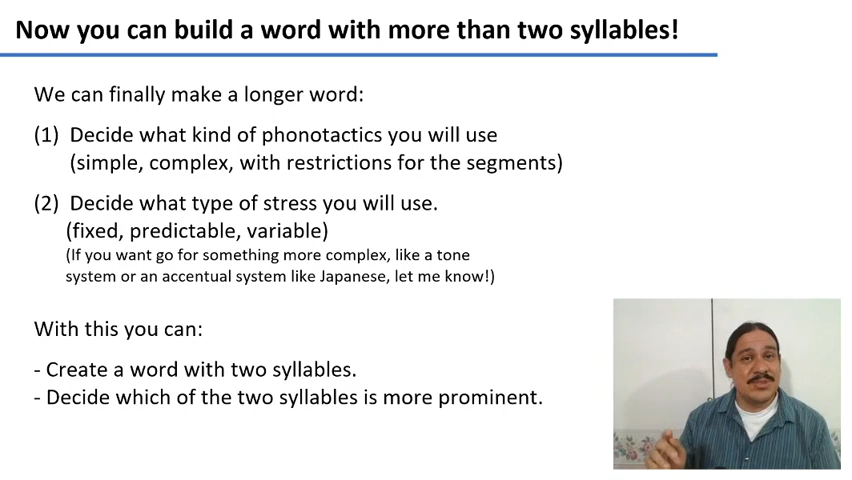 Now you can build a word with more than two syllables!
We can finally make a longer word:
(1) Decide what kind of phonotactics you will use
(simple, complex, with restrictions for the segments)
(2) Decide what type of stress you will use.
(fixed, predictable, variable)
(If you want go for something more complex, like a tone
system or an accentual system like Japanese, let me know!)
With this you can:
- Create a word with two syllables.
- Decide which of the two syllables is more prominent.